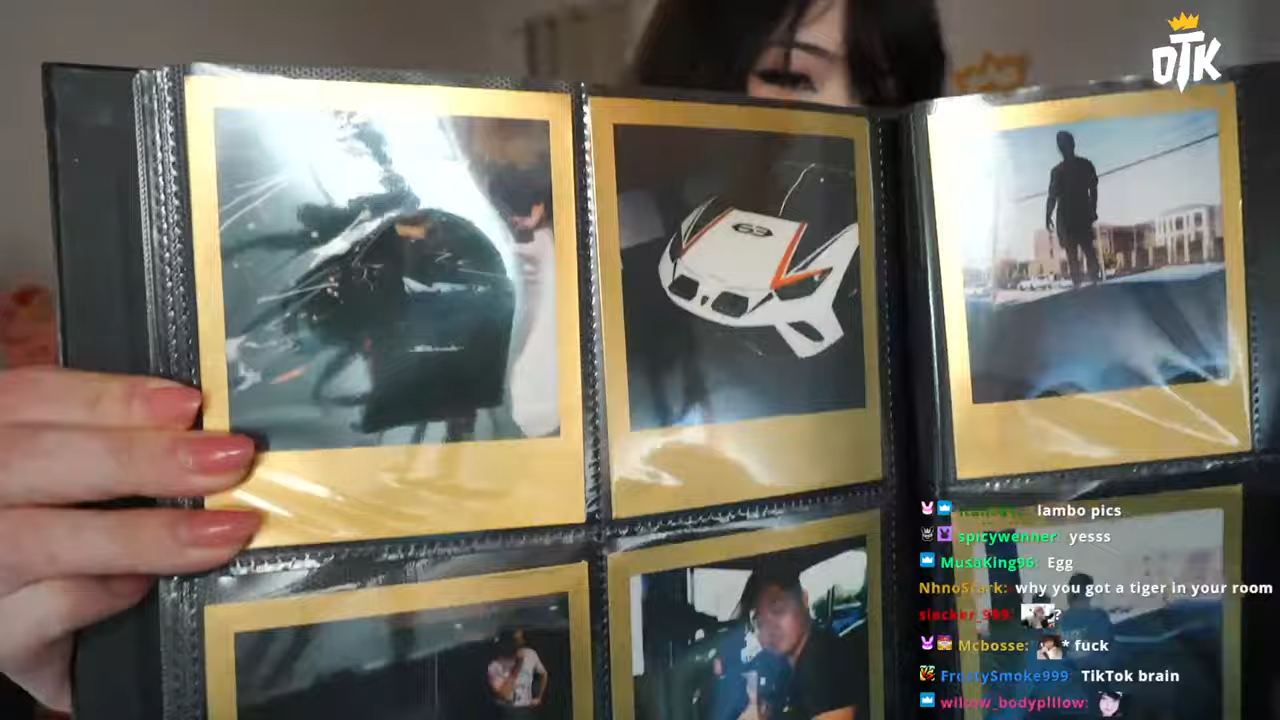 OTK
63
lambo pics
spicywenner: yesss
MusaKing96: Egg
NhnoStark: why you got a tiger in your room
slacker_999: ?
Mcbosse: * fuck
FrostySmoke999 TikTok brain
willow_bodyplllow: